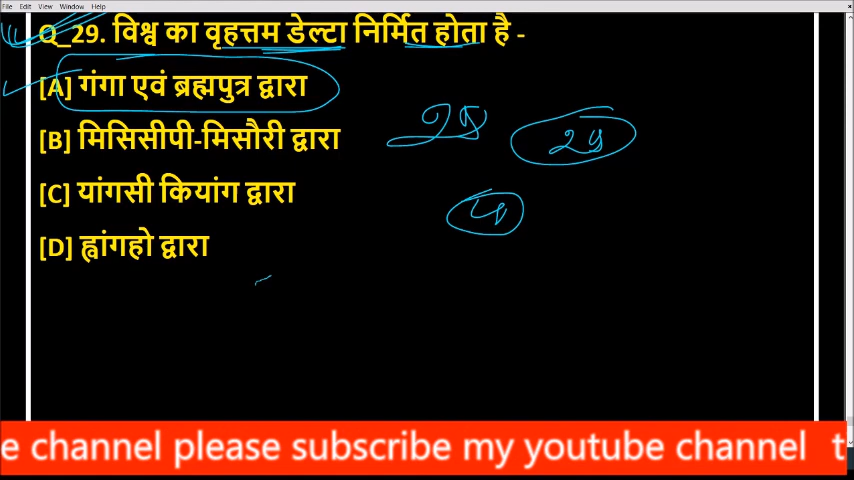 File Edit View Window Help
Q_29. विश्व का वृहत्तम डेल्टा निर्मित होता है -
[A] गंगा एवं ब्रह्मपुत्र द्वारा
[B] मिसिसीपी-मिसौरी द्वारा
[C] यांगसी कियांग द्वारा
[D] ह्वांगहो द्वारा
e channel please subscribe my youtube channel t